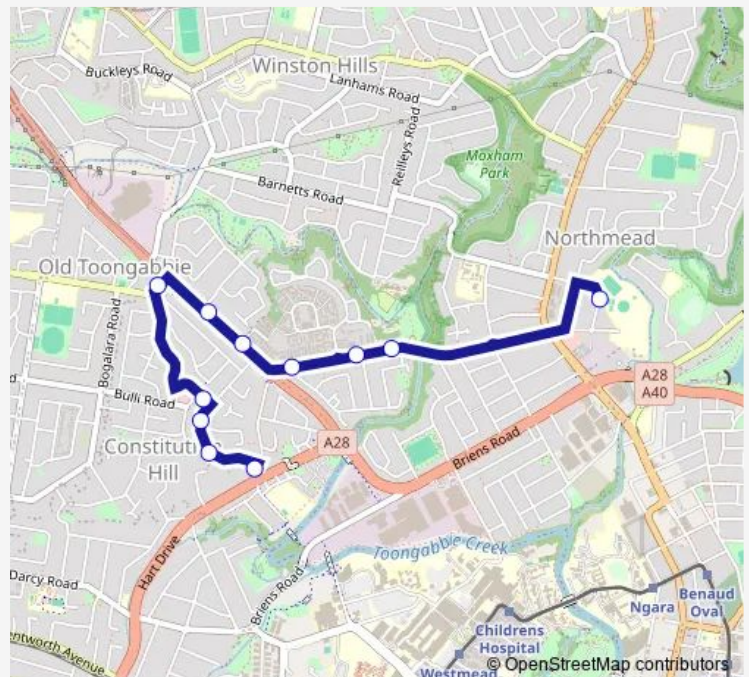 Winston Hills
Buckleys Road
Lanhams Road
Reilleys Road
Moxham
Park
Barnetts Road
Northmead
Old Toongabbie
Bogalara Road
A28
A40
Bulli Road
A28
Briens Road
Constitution
Hill
Toongabbie Creek
Hart Drive
Darcy Road
Briens Road
Benaud
Oval
Ngara
Childrens
Hospital
entworth Avenue
Westmead
© OpenStreetMap contributors